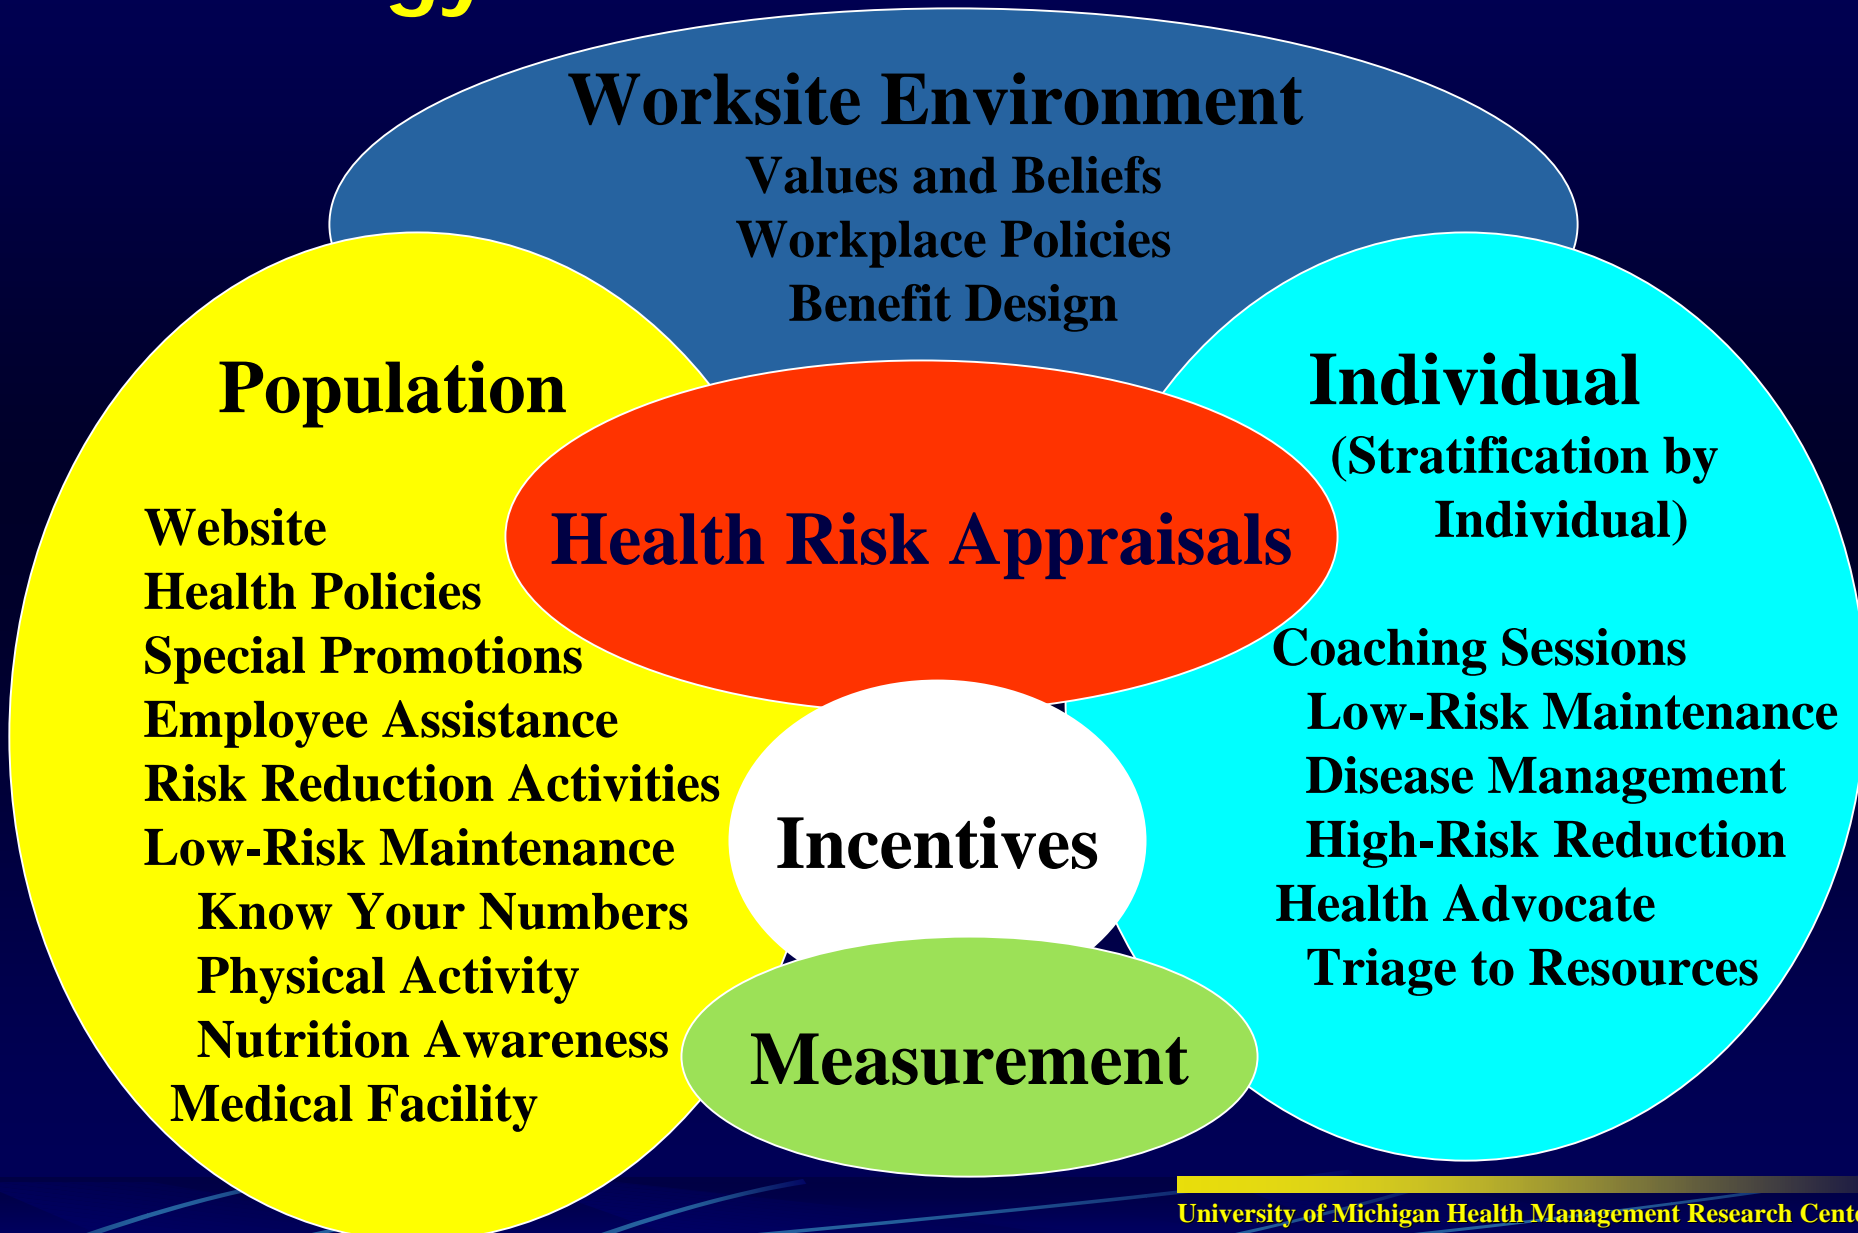 Worksite Environment
Values and Beliefs
Workplace Policies
Benefit Design
Population
Website
Health Policies
Special Promotions
Employee Assistance
Risk Reduction Activities
Low-Risk Maintenance
Know Your Numbers
Physical Activity
Nutrition Awareness
Medical Facility
Health Risk Appraisals
Incentives
Measurement
Individual
(Stratification by
Individual)
Coaching Sessions
Low-Risk Maintenance
Disease Management
High-Risk Reduction
Health Advocate
Triage to Resources
University of Michigan Health Management Research